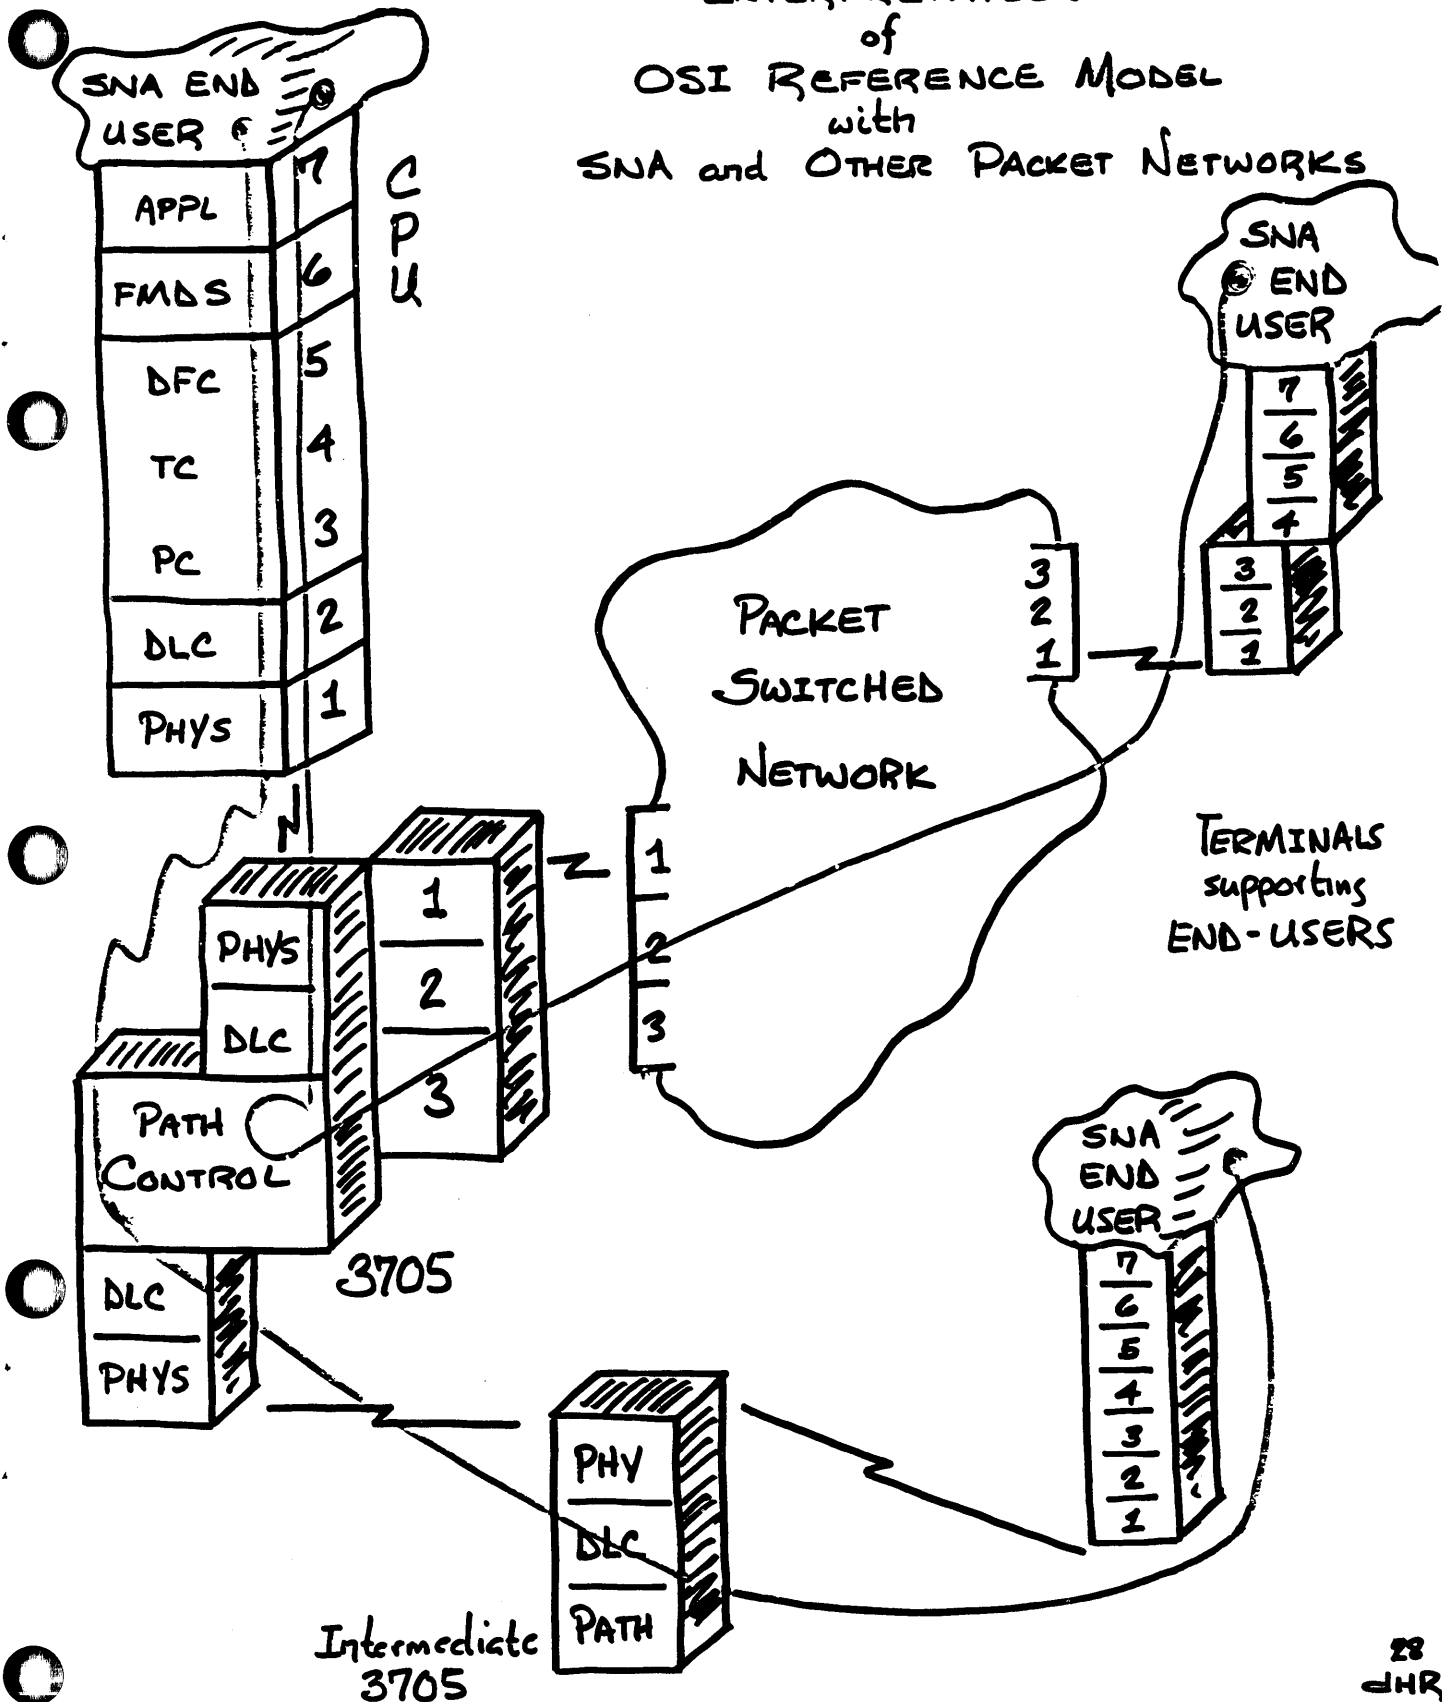 of
OSI REFERENCE MODEL
with
SNA and OTHER PACKET NETWORKS
SNA END
USER
APPL
7
FMDS
6
DFC
5
TC
4
PC
3
DLC
2
PHYS
1
C
P
U
SNA
END
USER
7
6
5
4
3
2
1
PACKET
SWITCHED
NETWORK
3
2
1
1
2
3
TERMINALS
supporting
END-USERS
PHYS
DLC
1
2
3
PATH
CONTROL
3705
DLC
PHYS
PHY
DLC
PATH
Intermediate
3705
SNA
END
USER
7
6
5
4
3
2
1
28
dHR